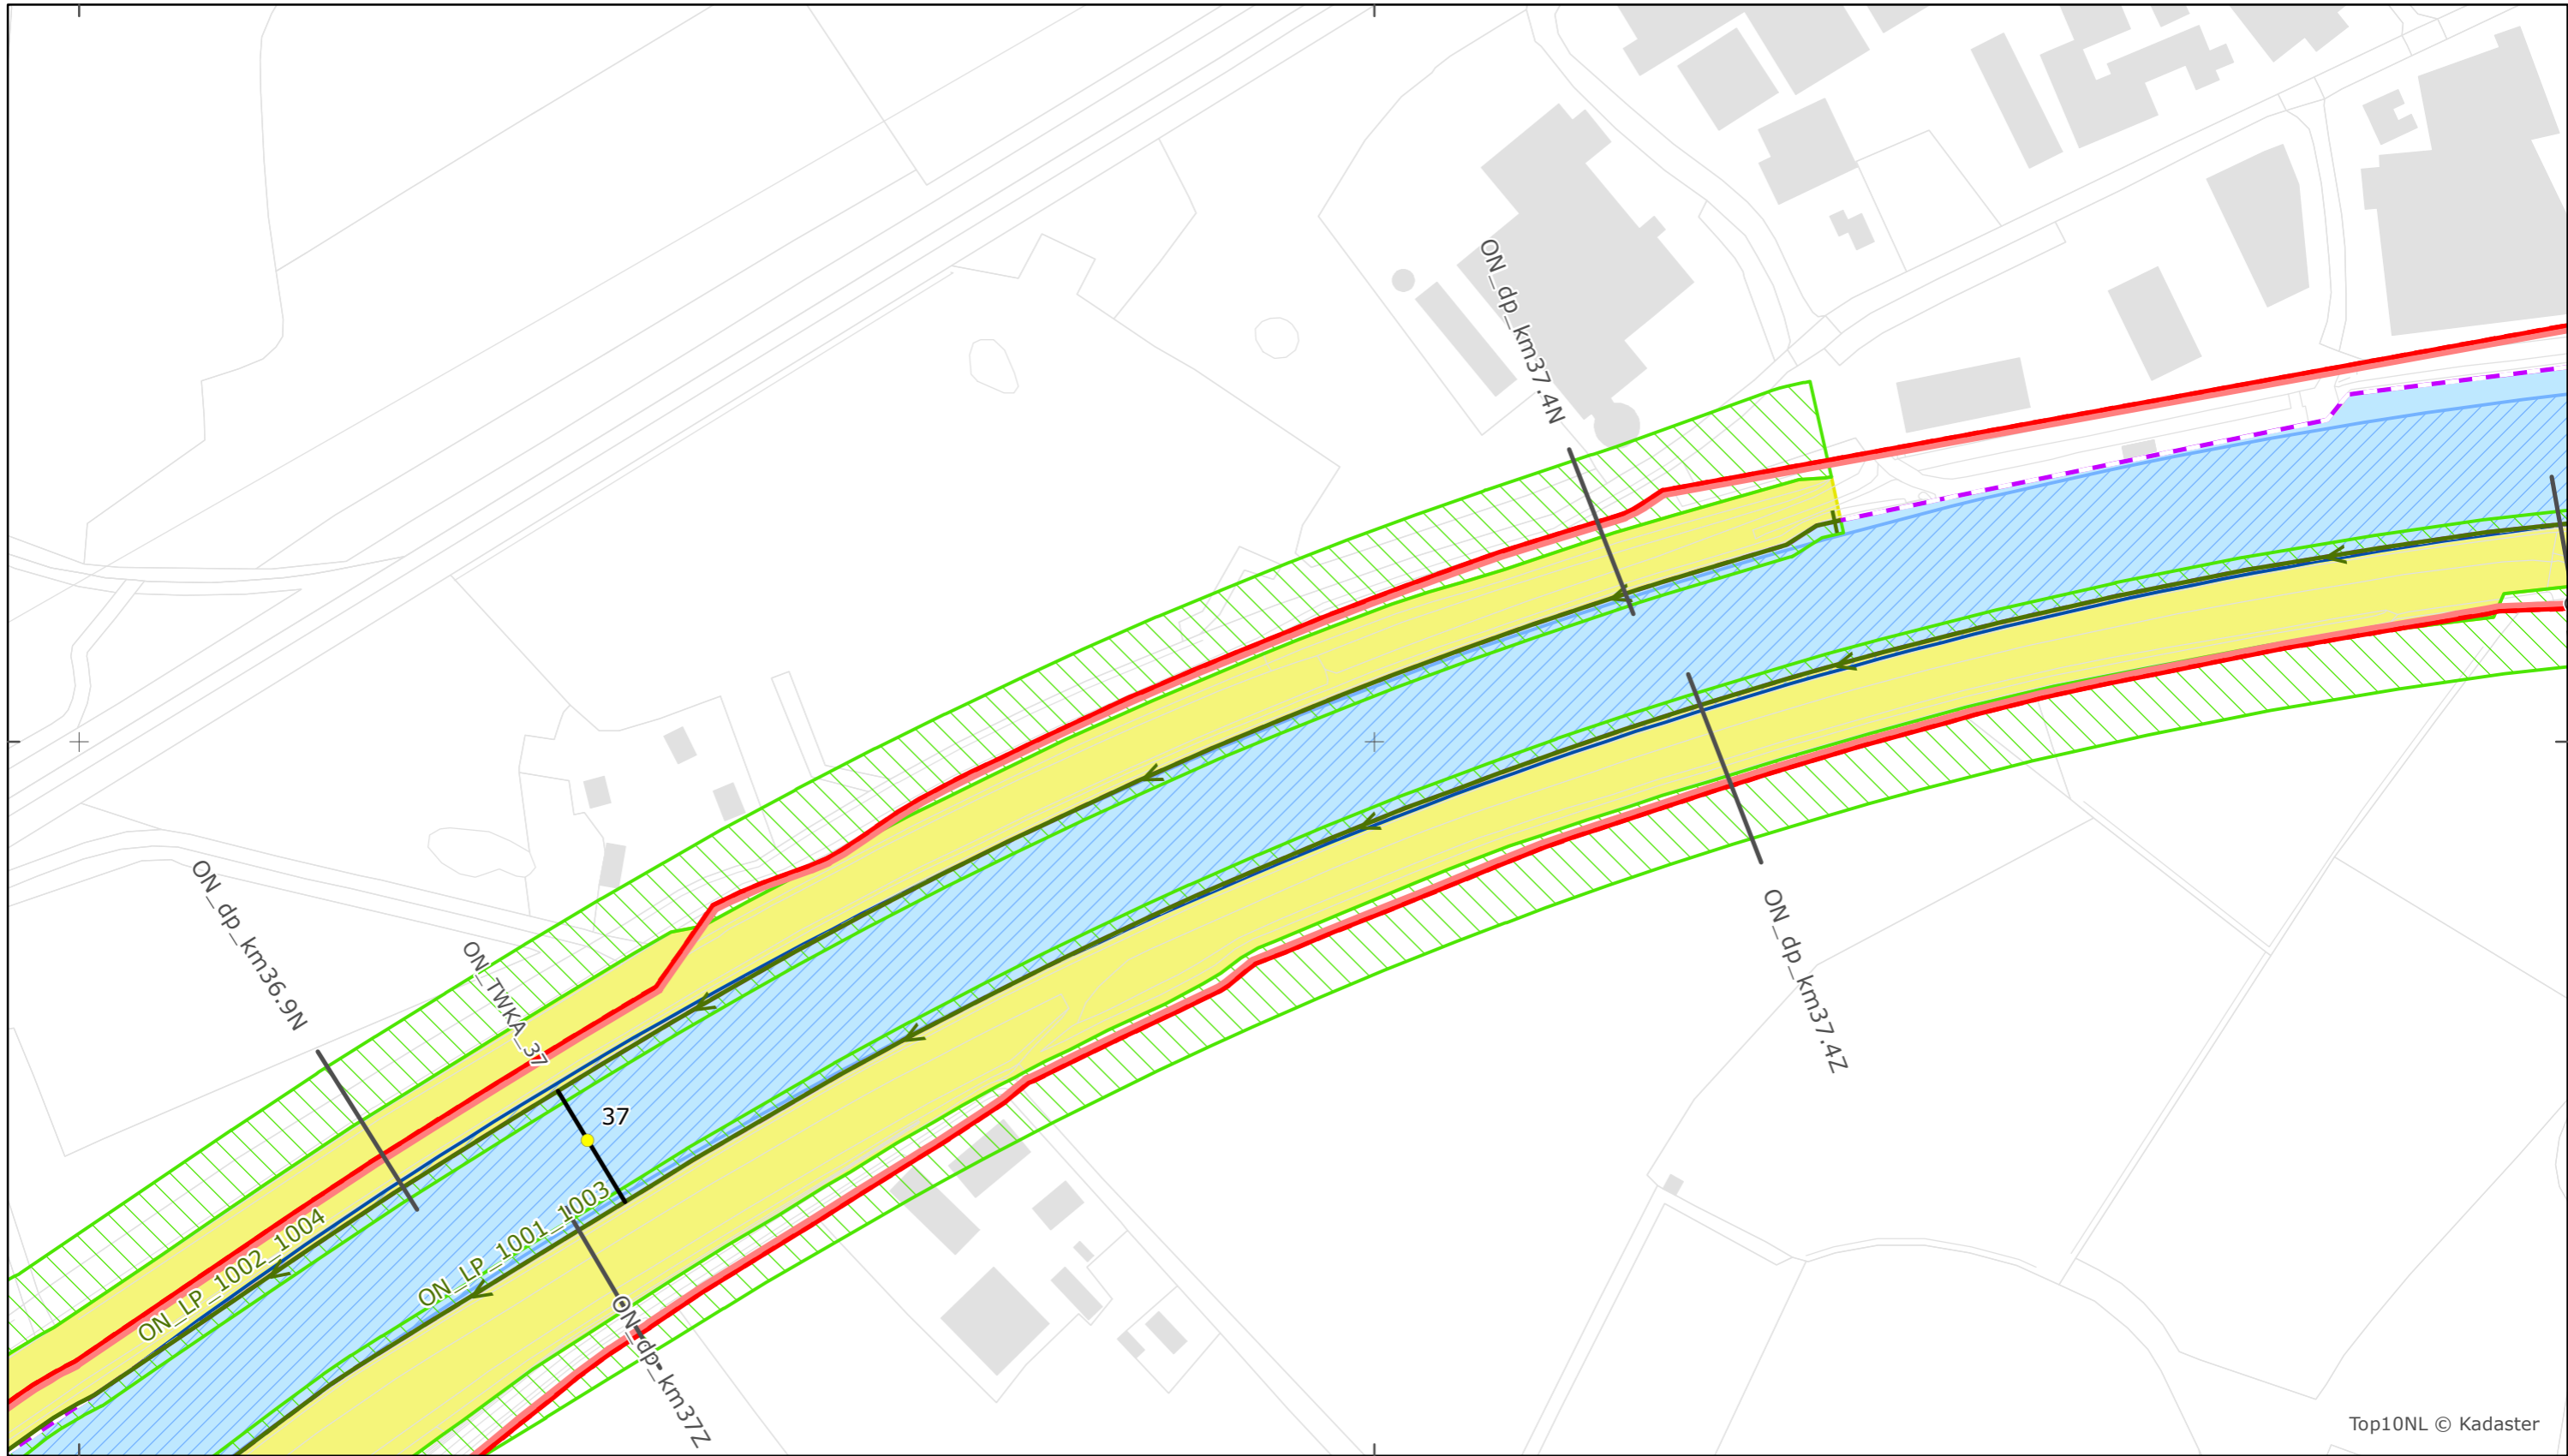 ON_dp_km37.4N
ON_dp_km36.9N
ON_TWKA_37
ON_dp_km37.4Z
37
ON_LP_1001_1003
ON_LP_1002_1004
ON_dp_km37Z
Top10NL © Kadaster